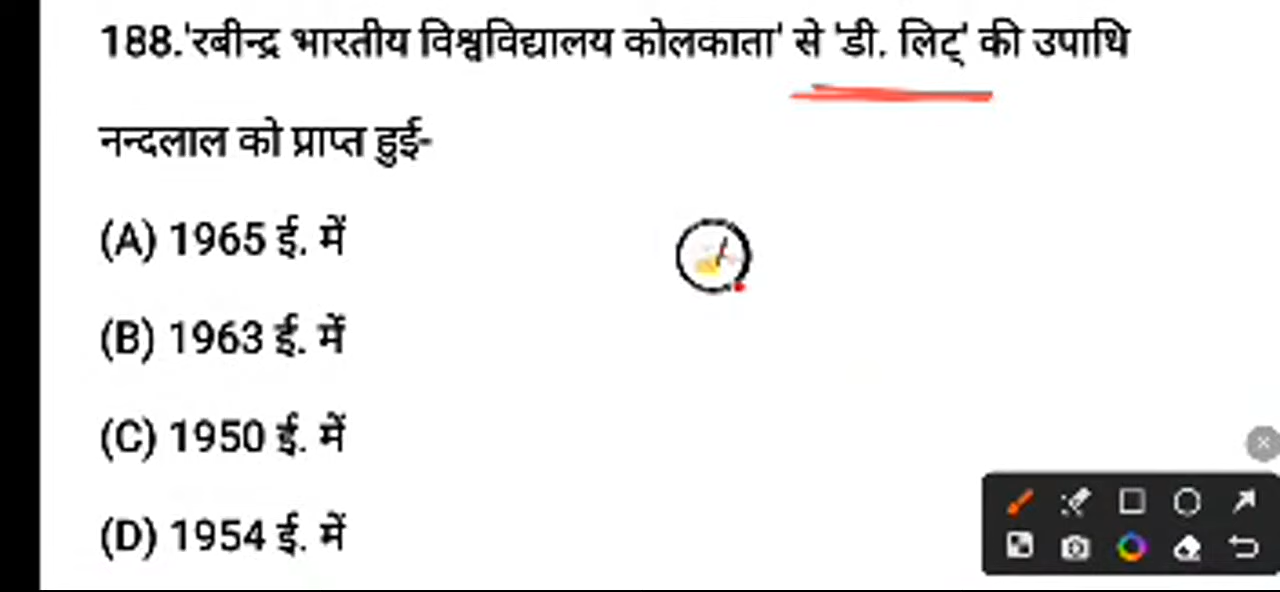 188.'रबीन्द्र भारतीय विश्वविद्यालय कोलकाता' से 'डी. लिट्' की उपाधि
नन्दलाल को प्राप्त हुई-
(A) 1965 ई. में
(B) 1963 ई. में
(C) 1950 ई. में
(D) 1954 ई. में